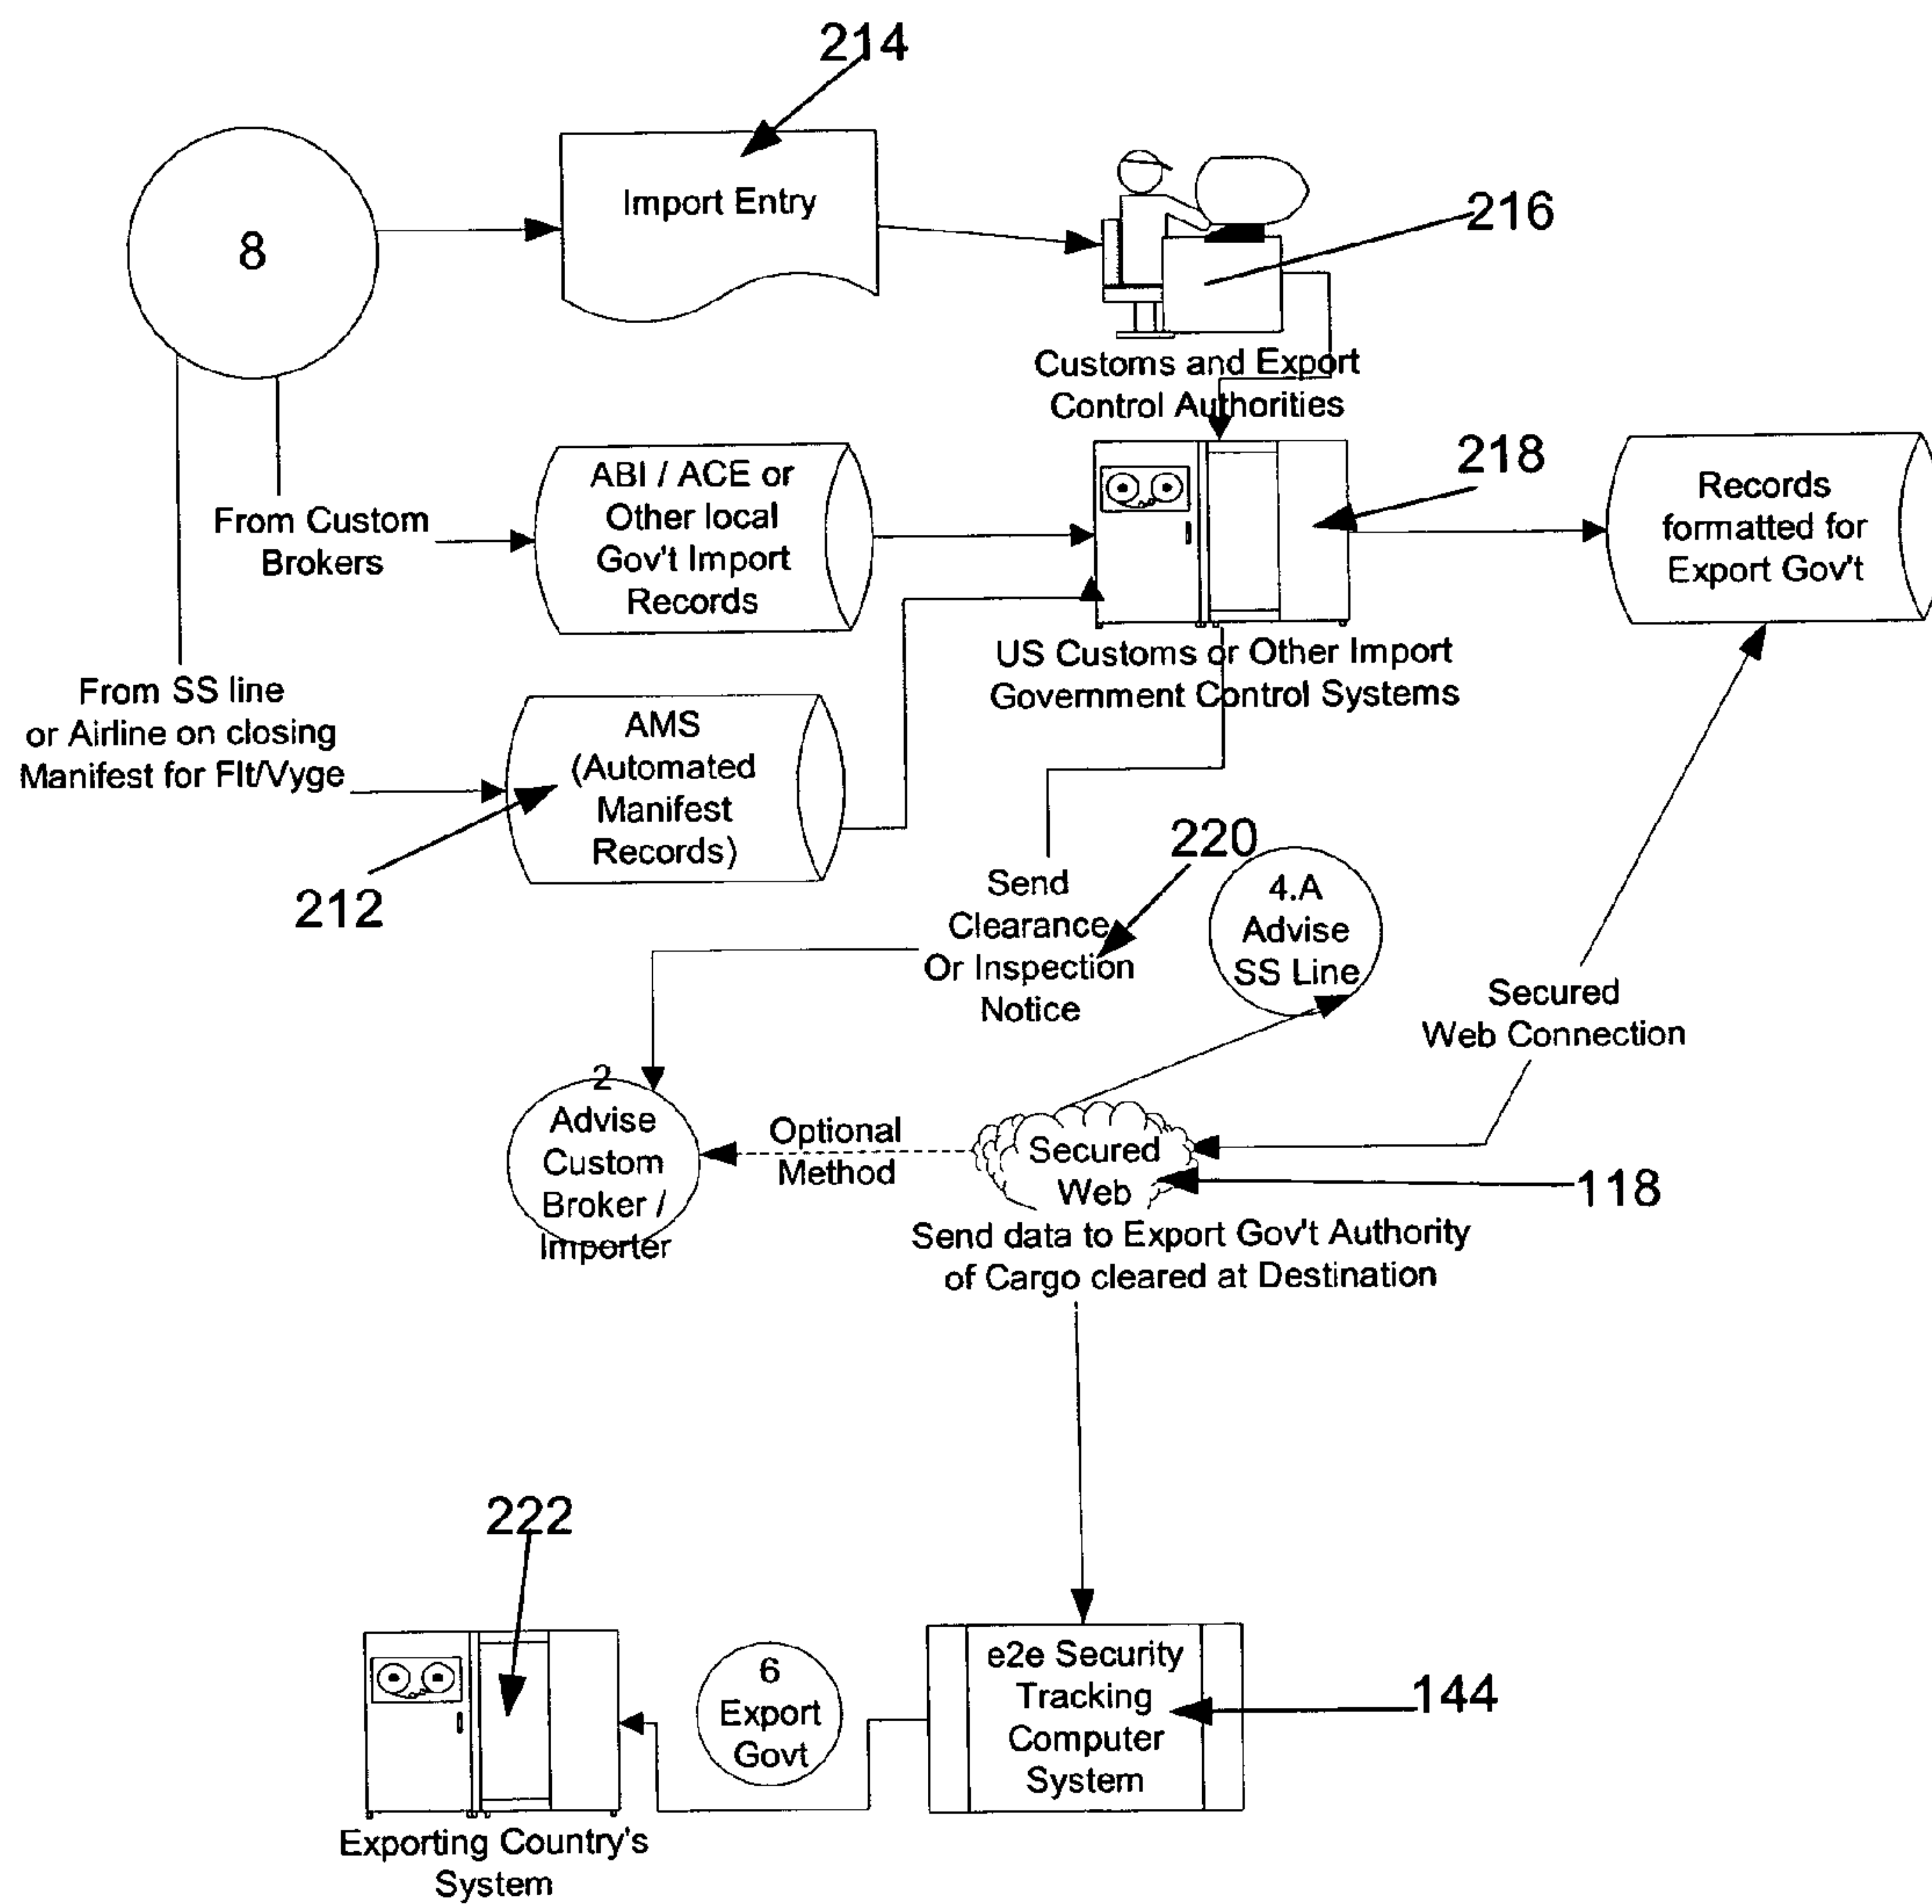 214
8
Import Entry
216
Customs and Export
Control Authorities
From Custom
Brokers
ABI / ACE or
Other local
Gov't Import
Records
218
Records
formatted for
Export Gov't
US Customs or Other Import
Government Control Systems
From SS line
or Airline on closing
Manifest for Flt/Vyge
AMS
(Automated
Manifest
Records)
212
220
Send
Clearance
Or Inspection
Notice
4.A
Advise
SS Line
Secured
Web Connection
2
Advise
Custom
Broker /
Importer
Optional
Method
Secured
Web
118
Send data to Export Gov't Authority
of Cargo cleared at Destination
222
6
Export
Govt
e2e Security
Tracking
Computer
System
144
Exporting Country's
System